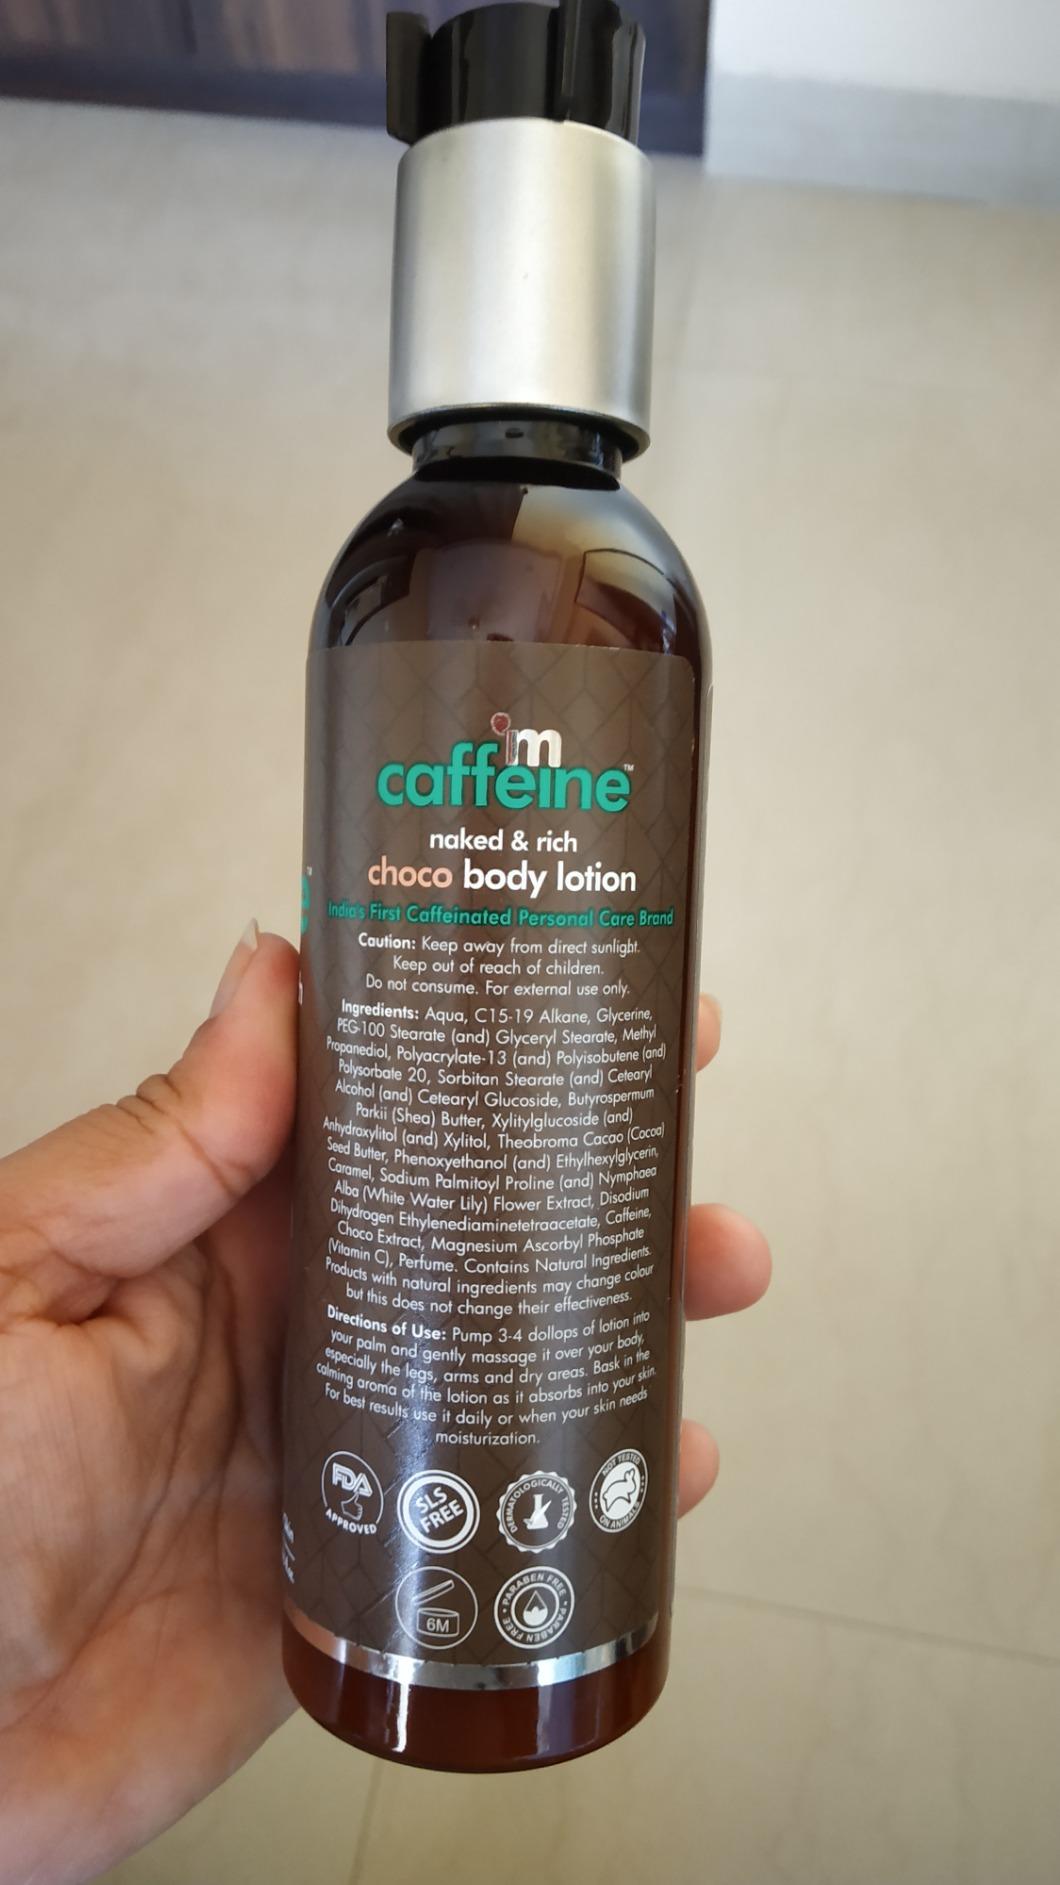 'm
caffeine™
naked & rich
choco body lotion
India's First Caffeinated Personal Care Brand
Caution: Keep away from direct sunlight.
Keep out of reach of children.
Do not consume. For external use only.
Ingredients: Aqua, C15-19 Alkane, Glycerine,
PEG-100 Stearate (and) Glyceryl Stearate, Methyl
Propanediol, Polyacrylate-13 (and) Polyisobutene (and)
Polysorbate 20, Sorbitan Stearate (and) Cetearyl
Alcohol (and) Cetearyl Glucoside, Butyrospermum
Parkii (Shea) Butter, Xylitylglucoside (and)
Anhydroxylitol (and) Xylitol, Theobroma Cacao (Cocoa)
Seed Butter, Phenoxyethanol (and) Ethylhexylglycerin,
Caramel, Sodium Palmitoyl Proline (and) Nymphaea
Alba (White Water Lily) Flower Extract, Disodium
Dihydrogen Ethylenediaminetetraacetate, Caffeine,
Choco Extract, Magnesium Ascorbyl Phosphate
(Vitamin C), Perfume. Contains Natural Ingredients.
Products with natural ingredients may change colour
but this does not change their effectiveness.
Directions of Use: Pump 3-4 dollops of lotion into
your palm and gently massage it over your body,
especially the legs, arms and dry areas. Bask in the
calming aroma of the lotion as it absorbs into your skin.
For best results use it daily or when your skin needs
moisturization.
FDA
APPROVED
SLS
FREE
DERMATOLOGICALLY TESTED
NOT TESTED
ON ANIMALS
6M
PARABEN FREE • PARABEN FREE •